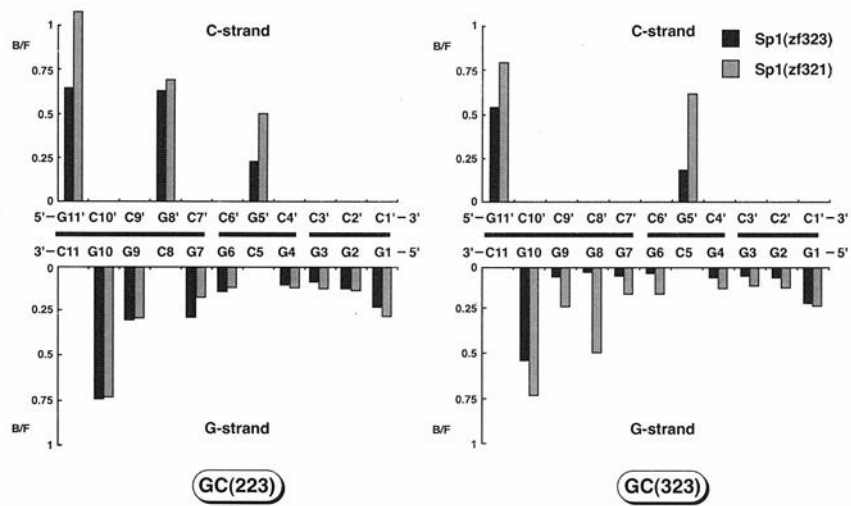 C-strand
B/F
1
0.75
0.5
0.25
0
5'–G11' C10' C9' G8' C7' C6' G5' C4' C3' C2' C1'–3'
3'–C11 G10 G9 C8 G7 G6 C5 G4 G3 G2 G1 –5'
0
0.25
0.5
0.75
B/F
1
G-strand
GC(223)
C-strand
Sp1(zf323)
Sp1(zf321)
B/F
1
0.75
0.5
0.25
0
5'–G11' C10' C9' C8' C7' C6' G5' C4' C3' C2' C1'–3'
3'–C11 G10 G9 G8 G7 G6 C5 G4 G3 G2 G1 –5'
0
0.25
0.5
0.75
B/F
1
G-strand
GC(323)